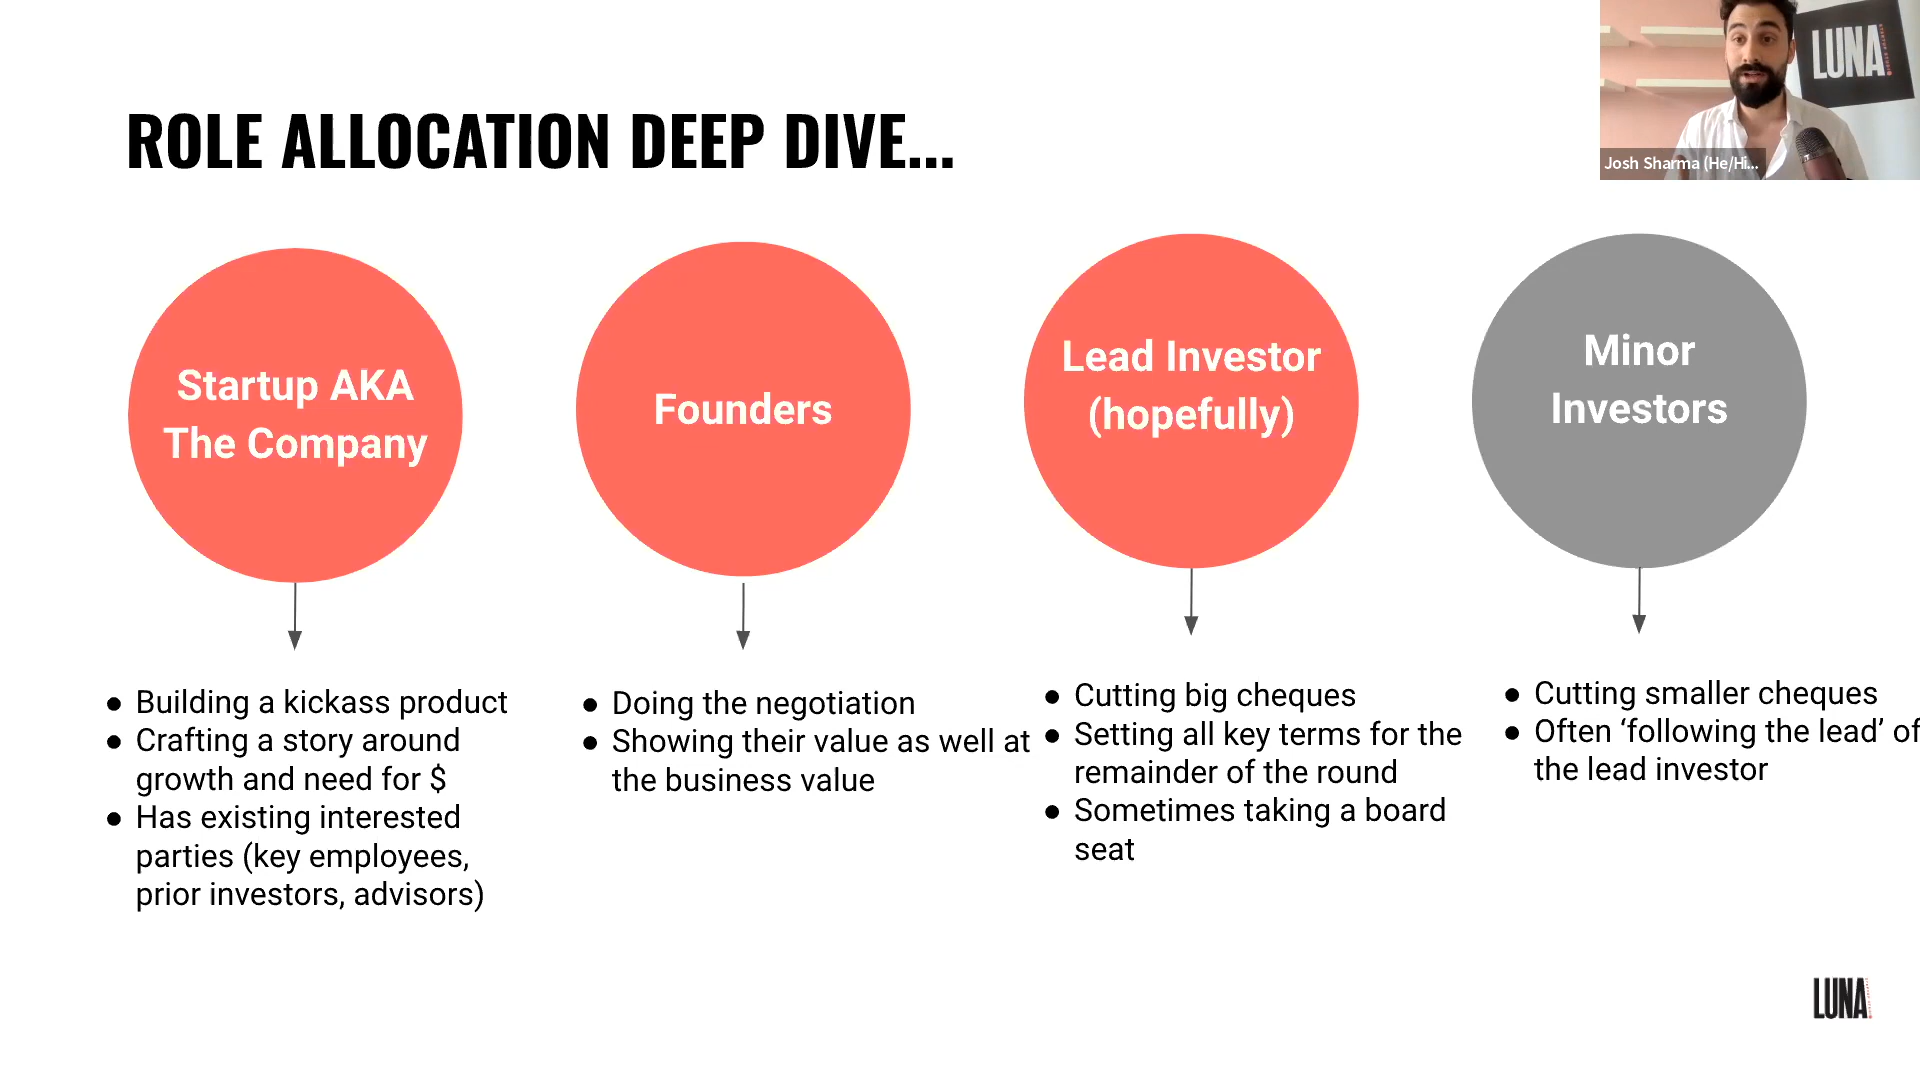 LUNA
Josh Sharma (He/Hi...
ROLE ALLOCATION DEEP DIVE...
Startup AKA
The Company
Founders
Lead Investor
(hopefully)
Minor
Investors
● Building a kickass product
● Crafting a story around
growth and need for $
● Has existing interested
parties (key employees,
prior investors, advisors)
● Doing the negotiation
● Showing their value as well at
the business value
● Cutting big cheques
● Setting all key terms for the
remainder of the round
● Sometimes taking a board
seat
● Cutting smaller cheques
● Often ‘following the lead’ of
the lead investor
LUNA